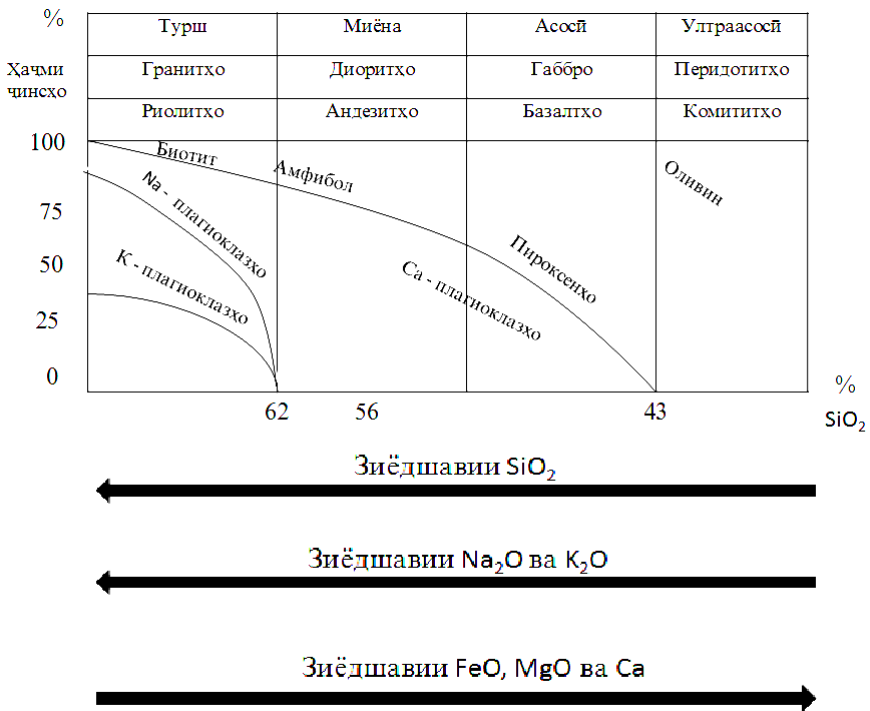 %
Турш Миёна Асосӣ Ултраасосӣ
Ҳаҷми
ҷинсҳо
Гранитҳо Диоритҳо Габбро Перидотитҳо
Риолитҳо Андезитҳо Базалтҳо Комититҳо
100
75
50
25
0
Биотит
Амфибол
Оливин
Na - плагиоклазҳо
К - плагиоклазҳо
Са - плагиоклазҳо
Пироксенҳо
62 56 43
%
SiO₂
Зиёдшавии SiO₂
Зиёдшавии Na₂O ва K₂O
Зиёдшавии FeO, MgO ва Ca